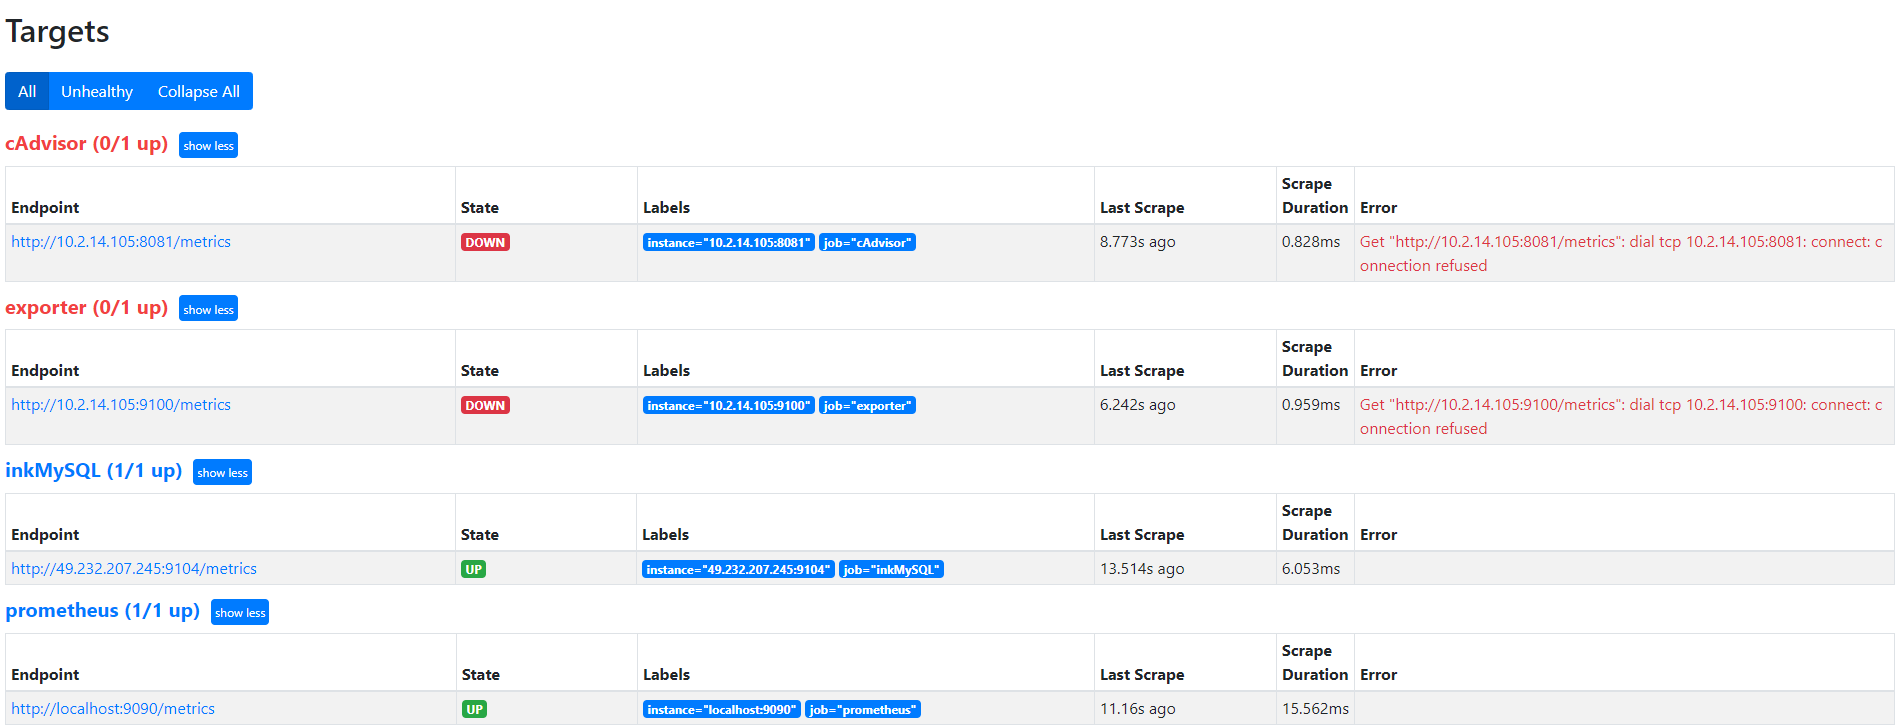 Targets
All Unhealthy Collapse All
cAdvisor (0/1 up) show less
Endpoint State Labels Last Scrape Scrape Duration Error
http://10.2.14.105:8081/metrics DOWN instance="10.2.14.105:8081" job="cAdvisor" 8.773s ago 0.828ms Get "http://10.2.14.105:8081/metrics": dial tcp 10.2.14.105:8081: connect: c
onnection refused
exporter (0/1 up) show less
Endpoint State Labels Last Scrape Scrape Duration Error
http://10.2.14.105:9100/metrics DOWN instance="10.2.14.105:9100" job="exporter" 6.242s ago 0.959ms Get "http://10.2.14.105:9100/metrics": dial tcp 10.2.14.105:9100: connect: c
onnection refused
inkMySQL (1/1 up) show less
Endpoint State Labels Last Scrape Scrape Duration Error
http://49.232.207.245:9104/metrics UP instance="49.232.207.245:9104" job="inkMySQL" 13.514s ago 6.053ms
prometheus (1/1 up) show less
Endpoint State Labels Last Scrape Scrape Duration Error
http://localhost:9090/metrics UP instance="localhost:9090" job="prometheus" 11.16s ago 15.562ms